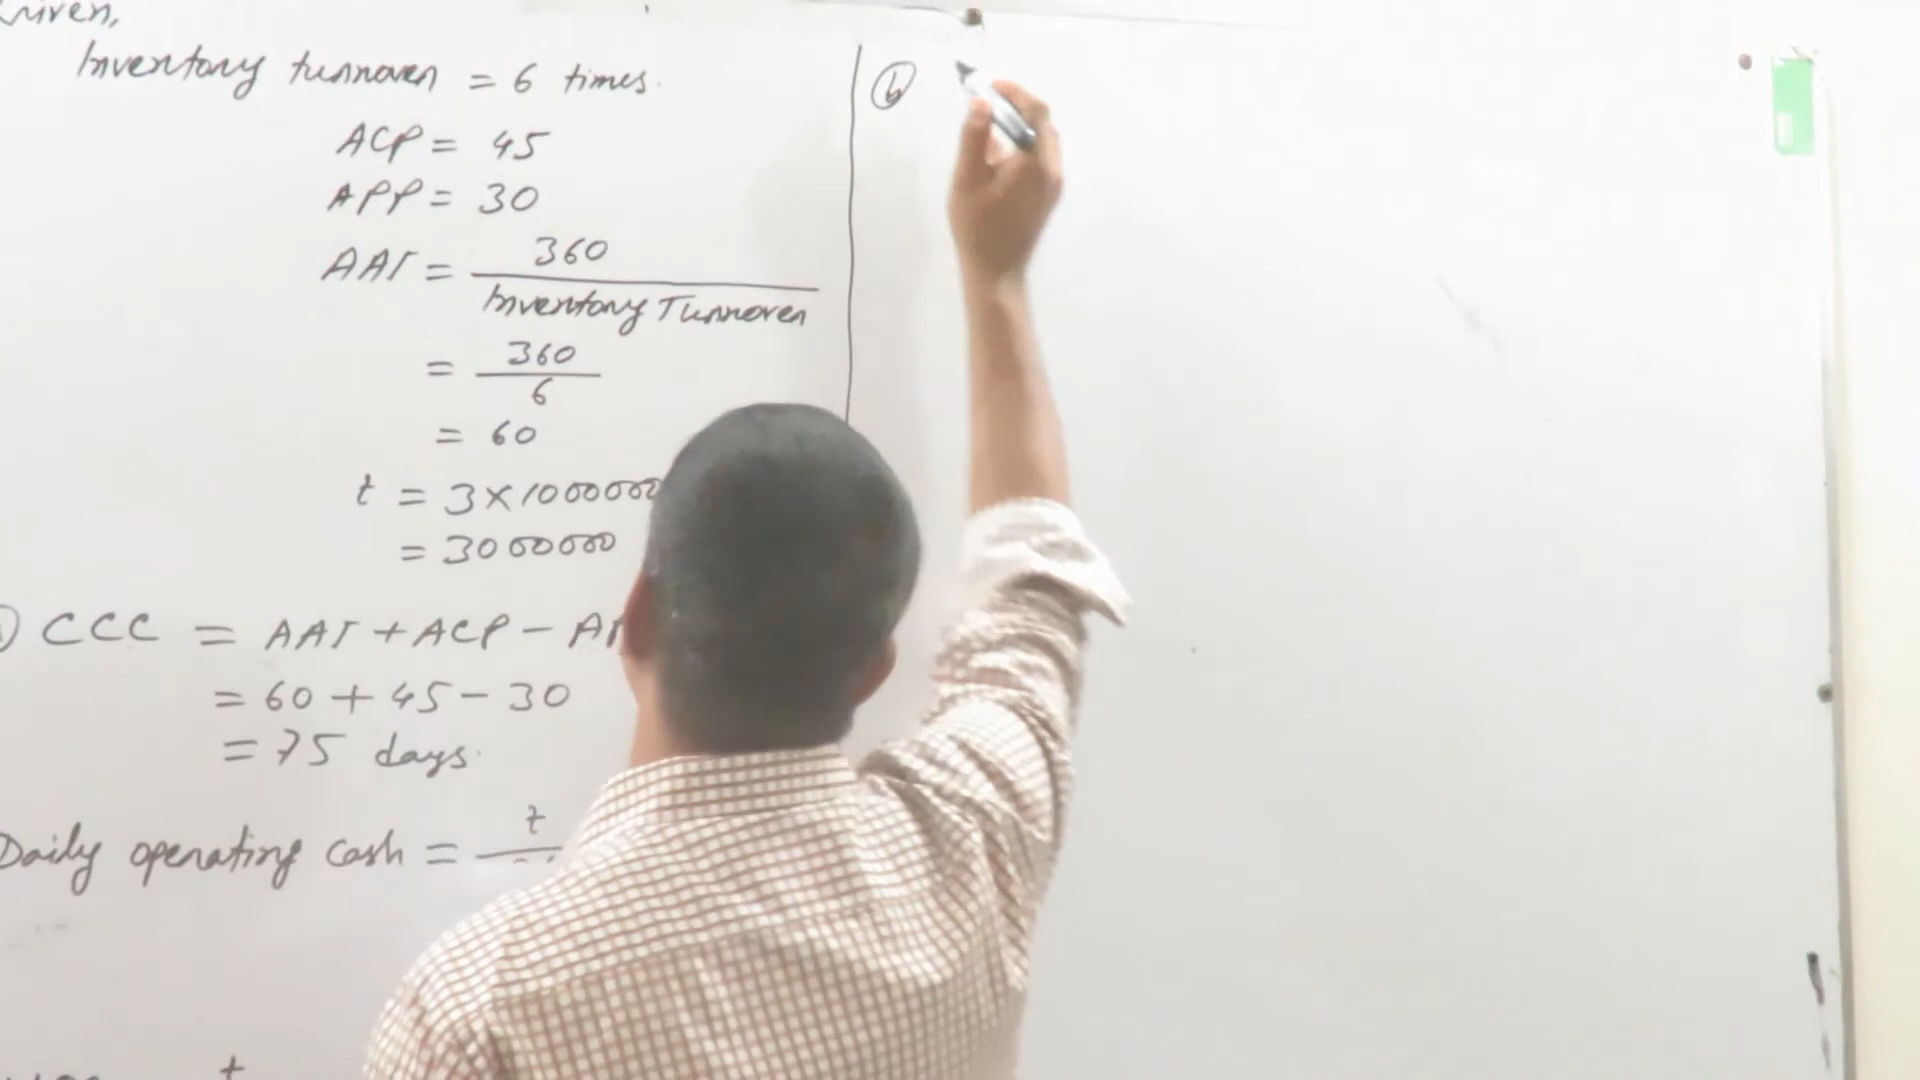 Given,
Inventory turnover = 6 times.
ACP = 45
APP = 30
AAI = 360 / Inventory Turnover
= 360 / 6
= 60
t = 3 × 1000000
= 3000000
CCC = AAI + ACP - AP
= 60 + 45 - 30
= 75 days.
Daily operating cash = t
t
(b)